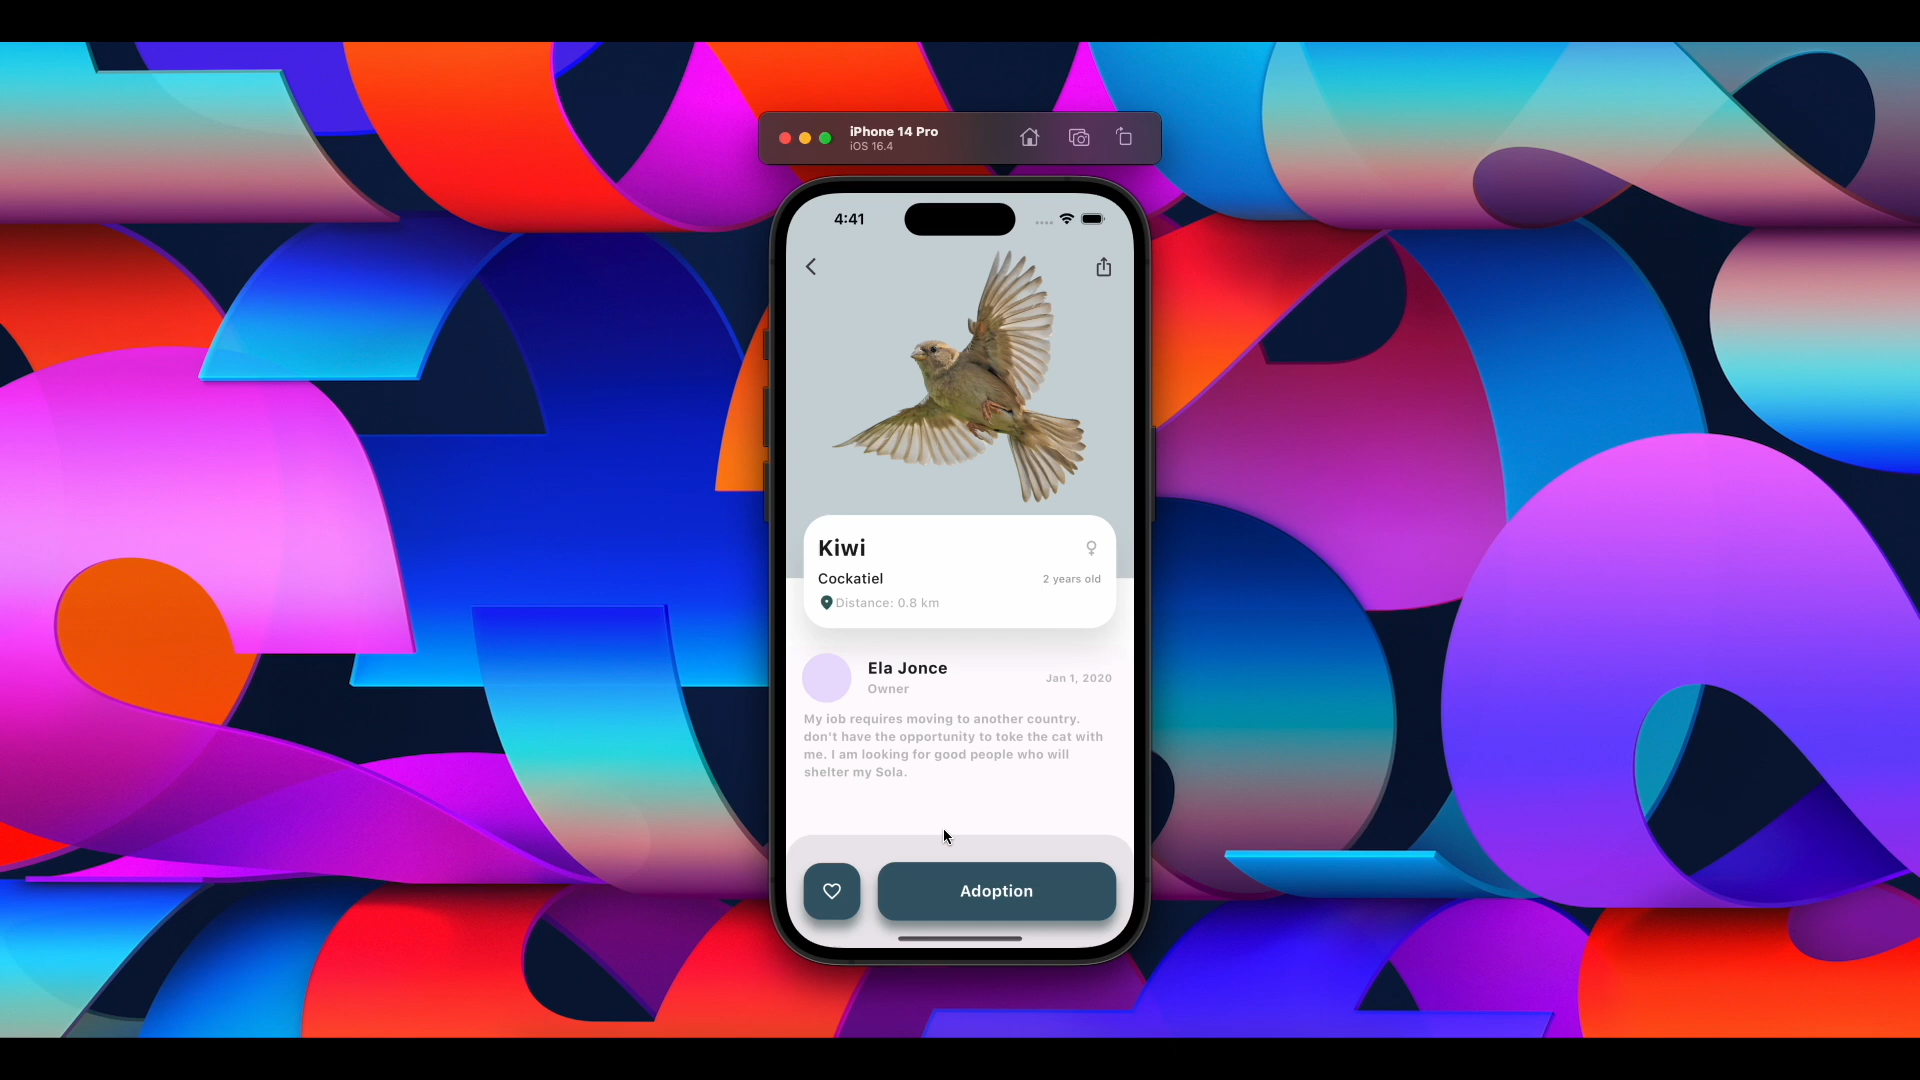 iPhone 14 Pro
iOS 16.4
4:41
Kiwi
Cockatiel
2 years old
Distance: 0.8 km
Ela Jonce
Owner
Jan 1, 2020
My iob requires moving to another country.
don't have the opportunity to toke the cat with
me. I am looking for good people who will
shelter my Sola.
Adoption